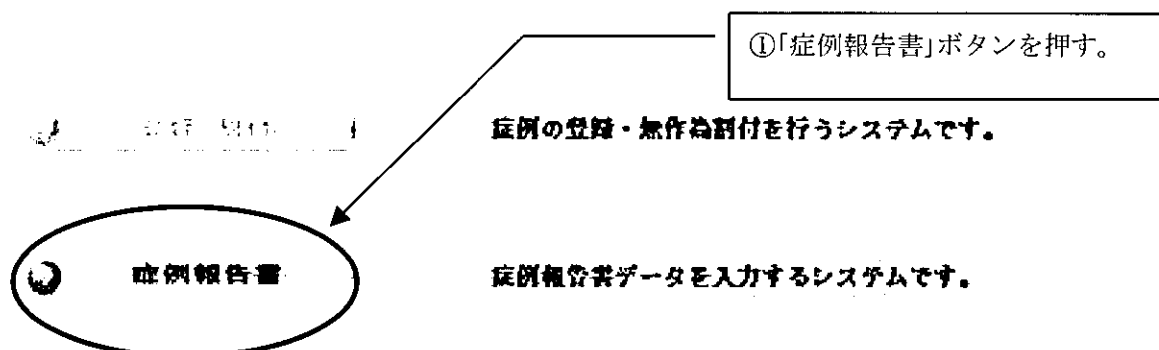 ①「症例報告書」ボタンを押す。
症例の登録・無作為割付を行うシステムです。
症例報告書
症例報告書データを入力するシステムです。